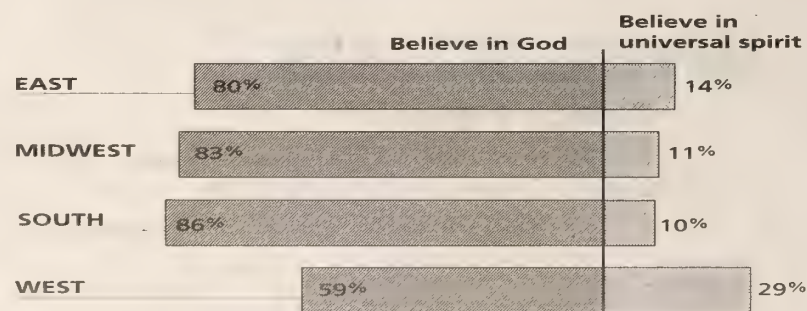 Believe in God
Believe in
universal spirit
EAST 80% 14%
MIDWEST 83% 11%
SOUTH 86% 10%
WEST 59% 29%